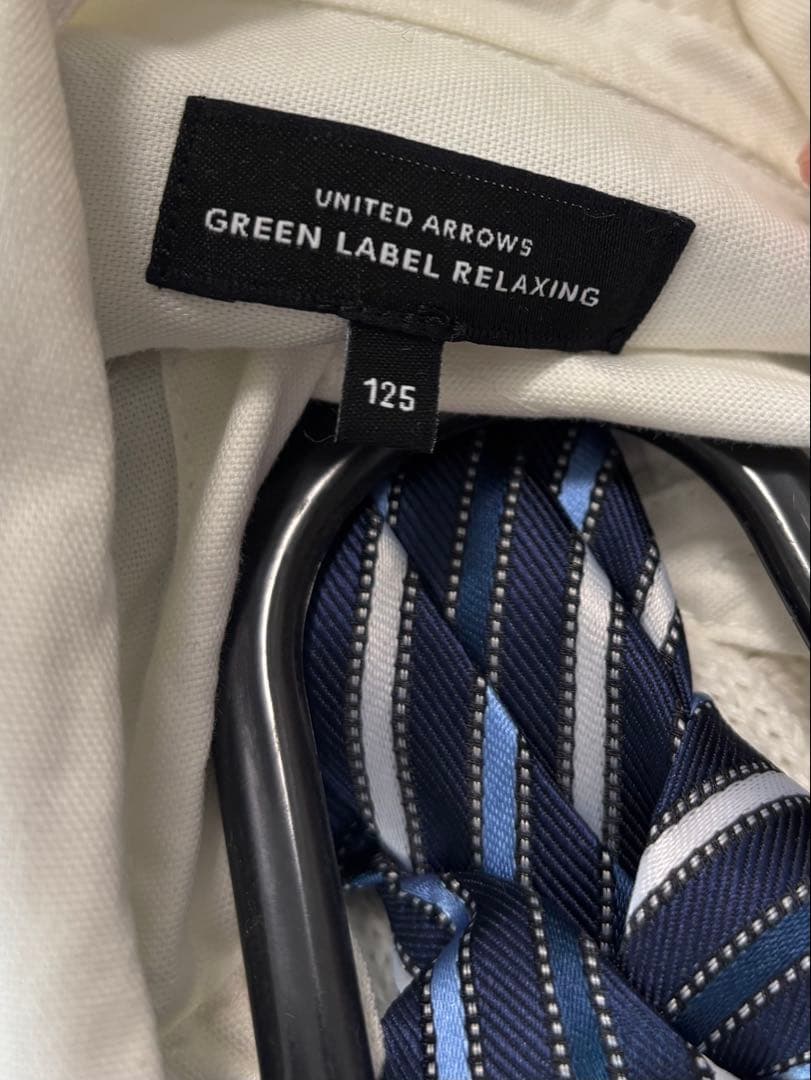 UNITED ARROWS
GREEN LABEL RELAXING
125